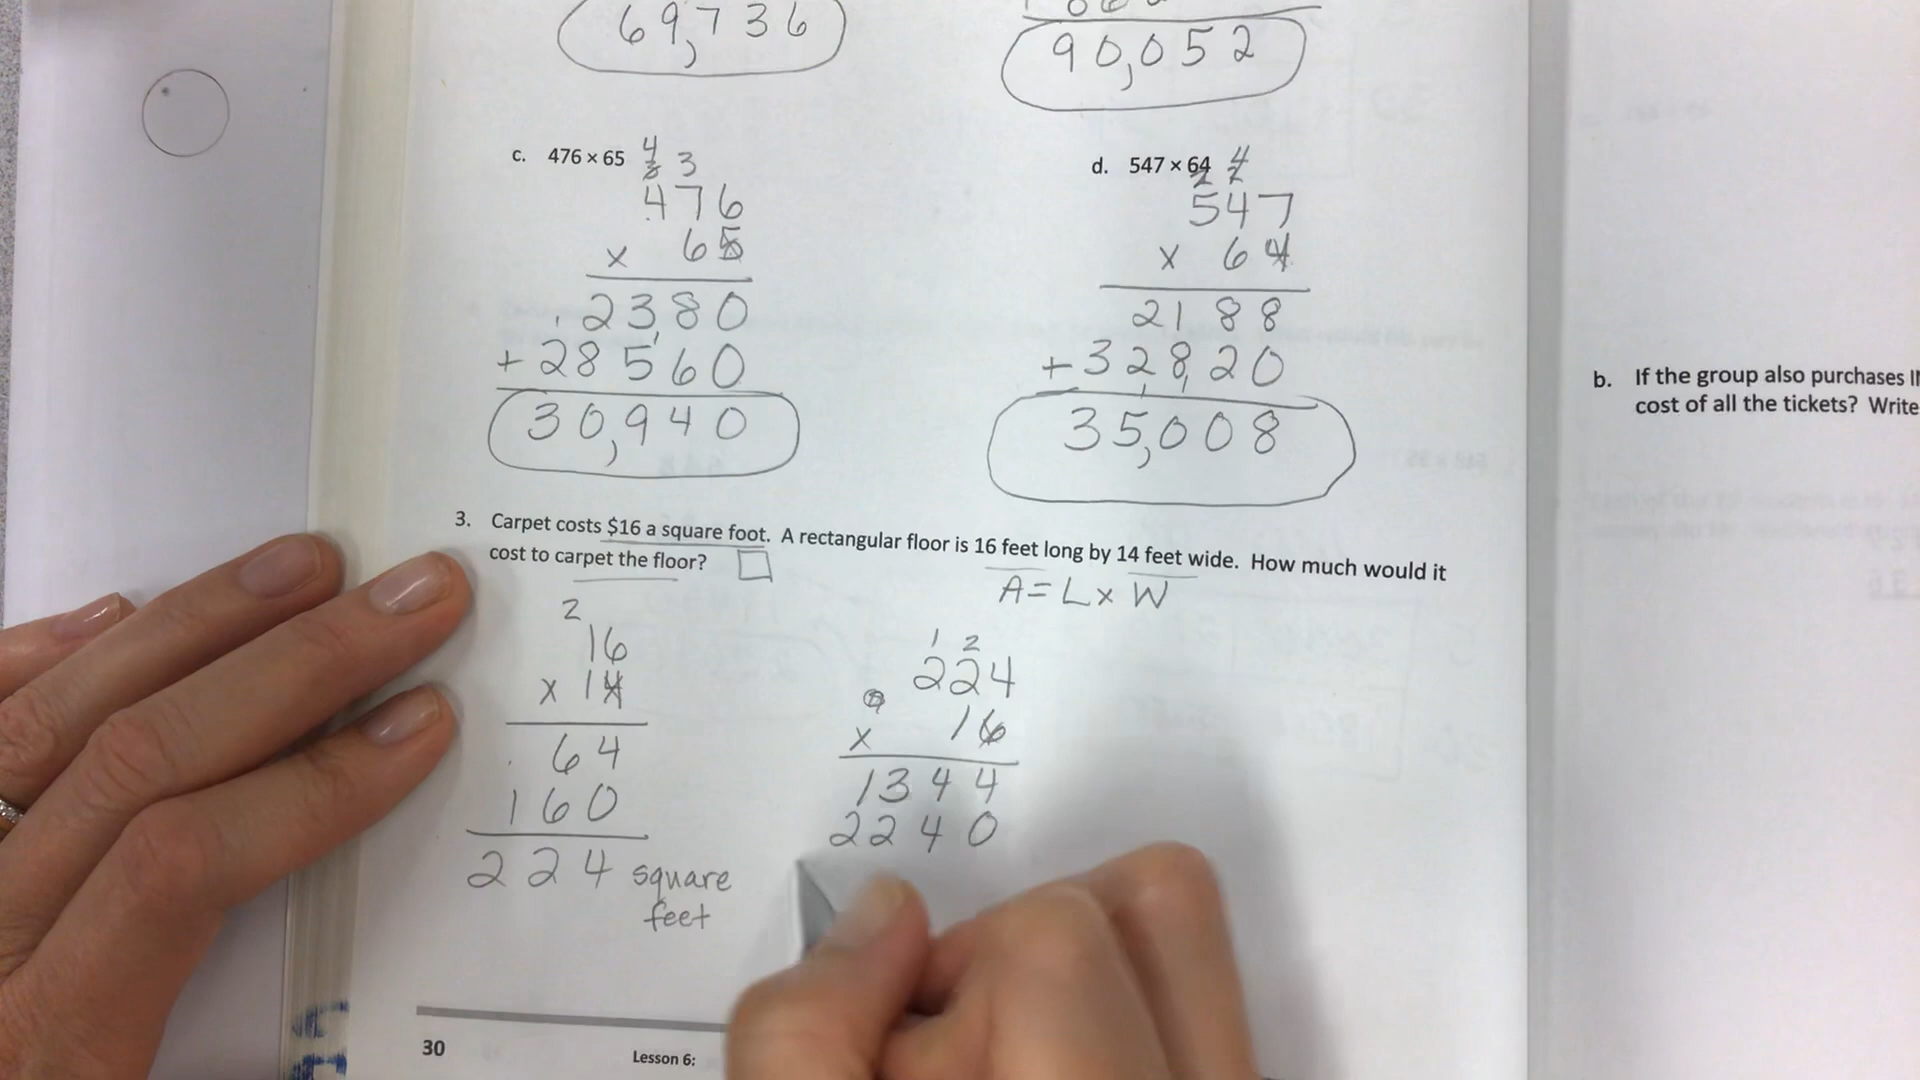 69,736
90,052
c. 476 × 65
4 3
476
x 65
2380
+ 28560
30,940
d. 547 × 64
4
2 2
547
x 64
2188
+ 32820
35,008
b. If the group also purchases
cost of all the tickets? Write
3. Carpet costs $16 a square foot. A rectangular floor is 16 feet long by 14 feet wide. How much would it
cost to carpet the floor?
A = L x W
2
16
x 14
64
160
224 square
feet
1 2
224
x 16
1344
2240
30
Lesson 6: